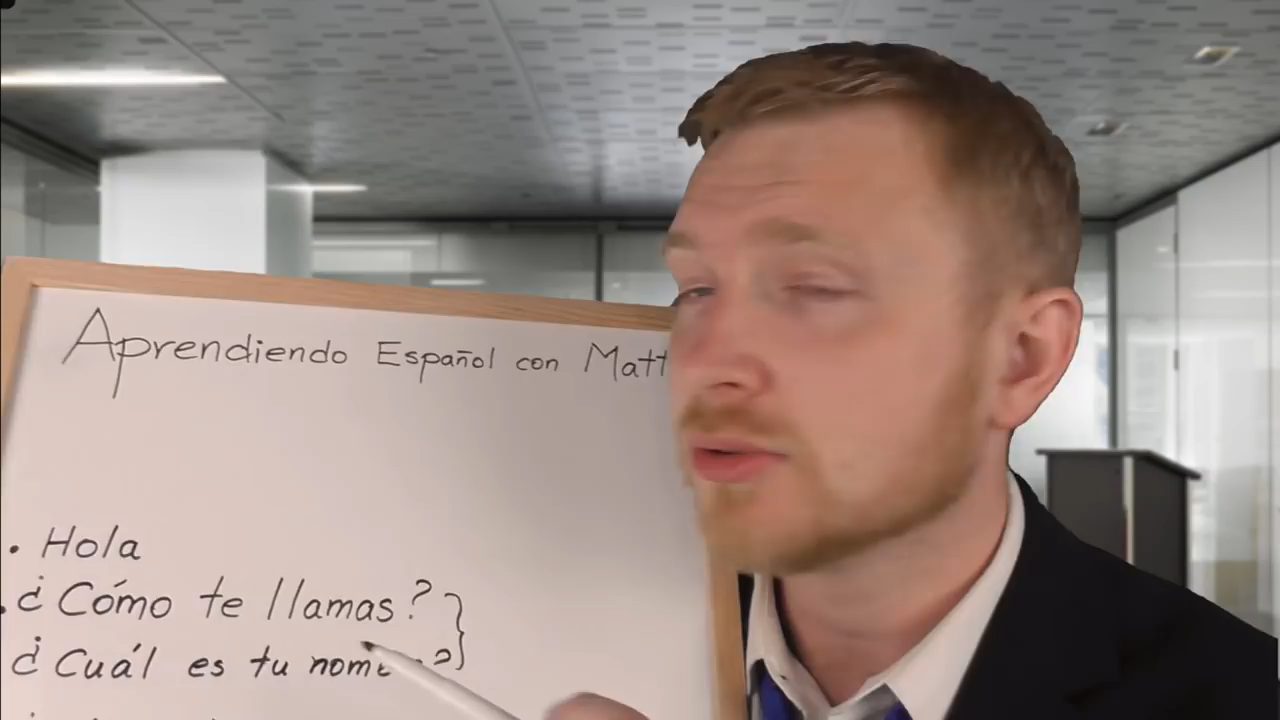 Aprendiendo Español con Matt
• Hola
• ¿Cómo te llamas?
¿Cuál es tu ?